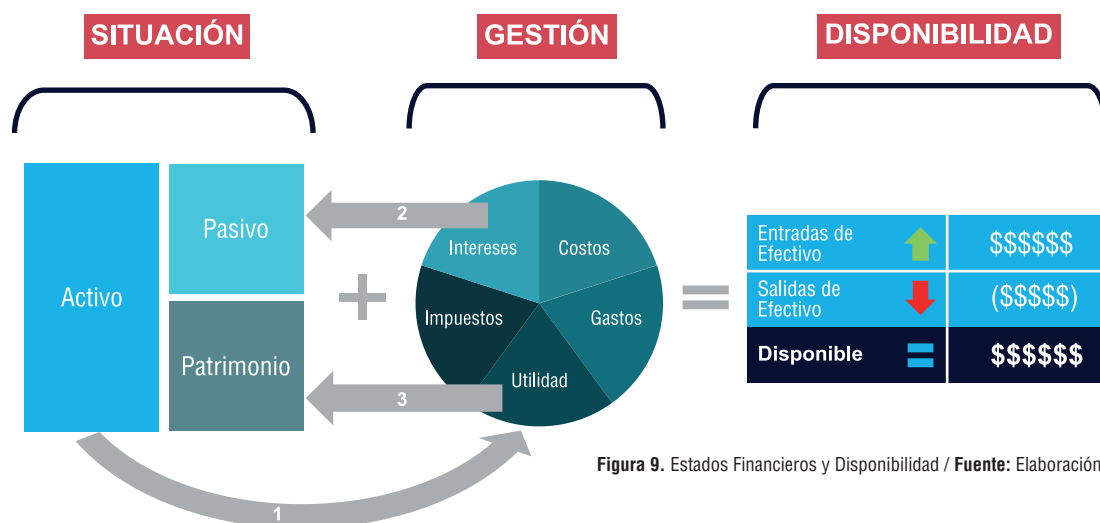 SITUACIÓN
GESTIÓN
DISPONIBILIDAD
Activo
Pasivo
Patrimonio
2
3
1
Intereses
Costos
Impuestos
Gastos
Utilidad
Entradas de
Efectivo
$$$$$$
Salidas de
Efectivo
($$$$$)
Disponible
$$$$$$
Figura 9. Estados Financieros y Disponibilidad / Fuente: Elaboración